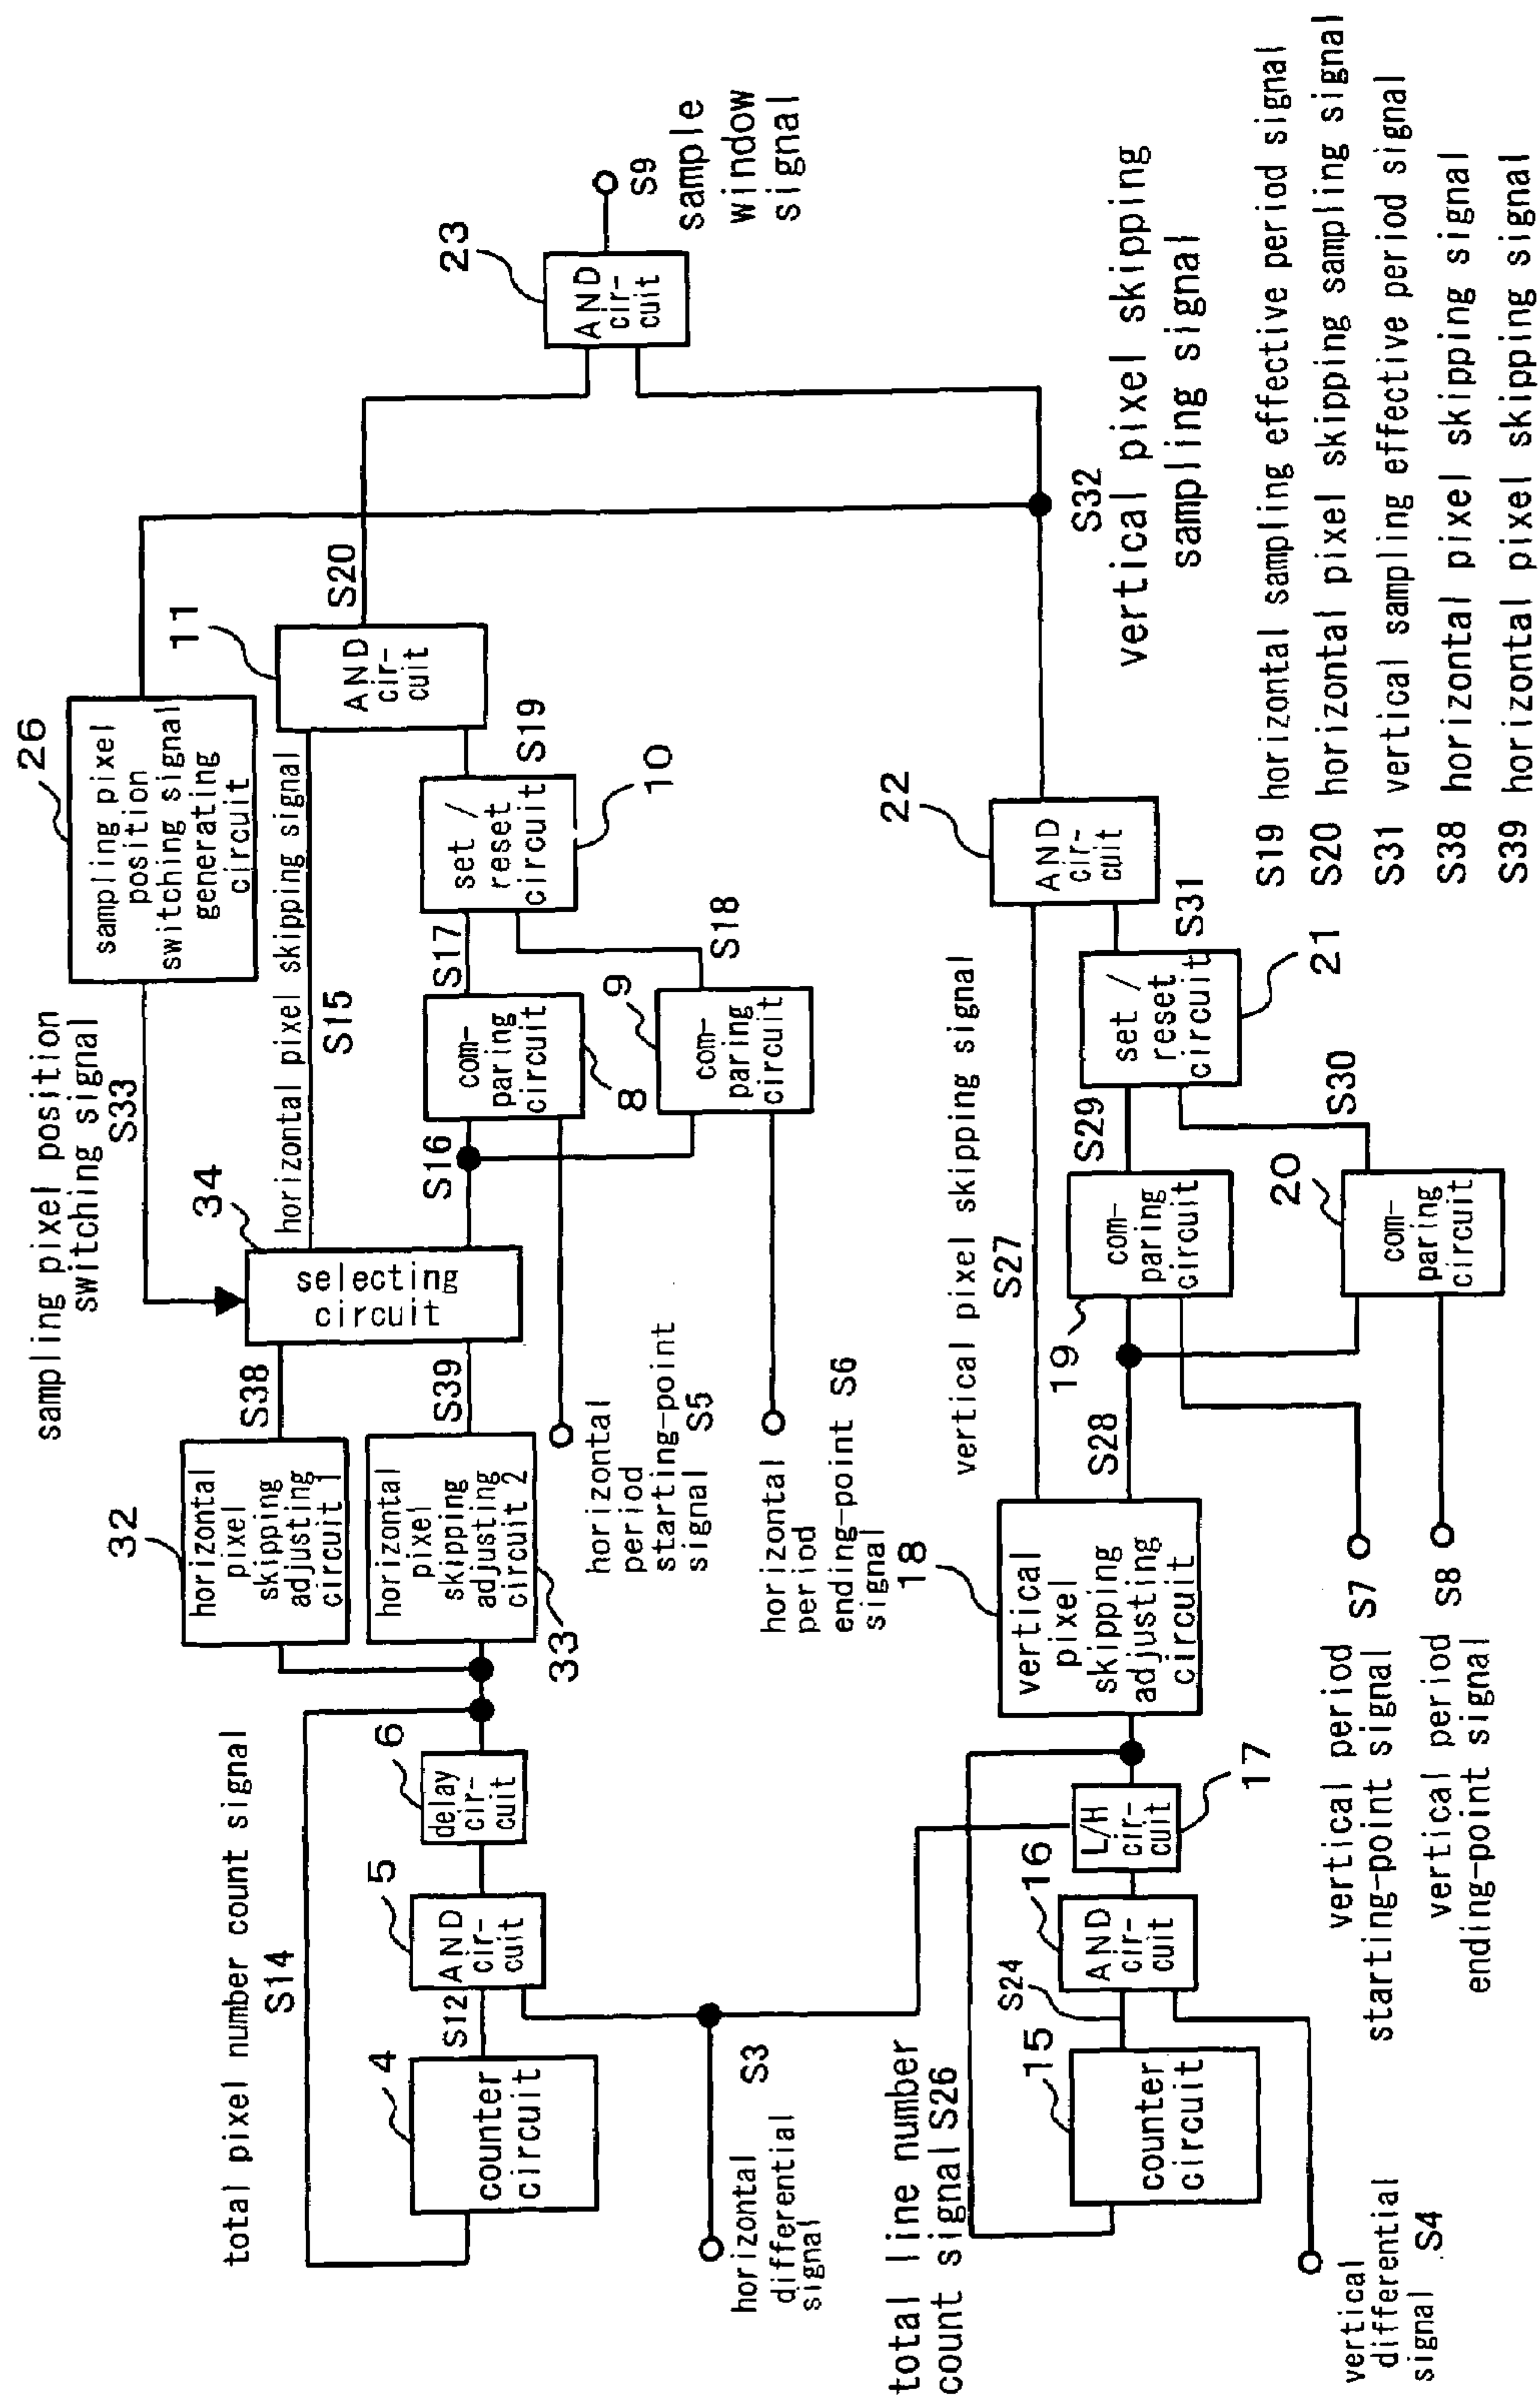 sampling pixel position
switching signal
S33
26
sampling pixel
position
switching signal
generating
circuit
32
horizontal
pixel
skipping
adjusting
circuit 1
S38
34
selecting
circuit
horizontal pixel skipping signal
S15
11
AND
cir-
cuit
S20
total pixel number count signal
S14
4
counter
circuit
S12
5
AND
cir-
cuit
6
delay
cir-
cuit
horizontal
pixel
skipping
adjusting
circuit 2
33
S39
S16
com-
paring
circuit
8
S17
set /
reset
circuit
10
S19
9
com-
paring
circuit
S18
23
AND
cir-
cuit
S9
sample
window
signal
horizontal
period
starting-point
signal S5
horizontal
period
ending-point S6
signal
horizontal
differential
signal
S3
total line number
count signal S26
15
counter
circuit
S24
16
AND
cir-
cuit
L/H
cir-
cuit
17
18
vertical
pixel
skipping
adjusting
circuit
vertical pixel skipping signal
S27
S28
19
com-
paring
circuit
S29
set /
reset
circuit
21
S31
22
AND
cir-
cuit
20
com-
paring
circuit
S30
S32
vertical pixel skipping
sampling signal
vertical
differential
signal S4
vertical period S7
starting-point signal
vertical period S8
ending-point signal
S19 horizontal sampling effective period signal
S20 horizontal pixel skipping sampling signal
S31 vertical sampling effective period signal
S38 horizontal pixel skipping signal
S39 horizontal pixel skipping signal